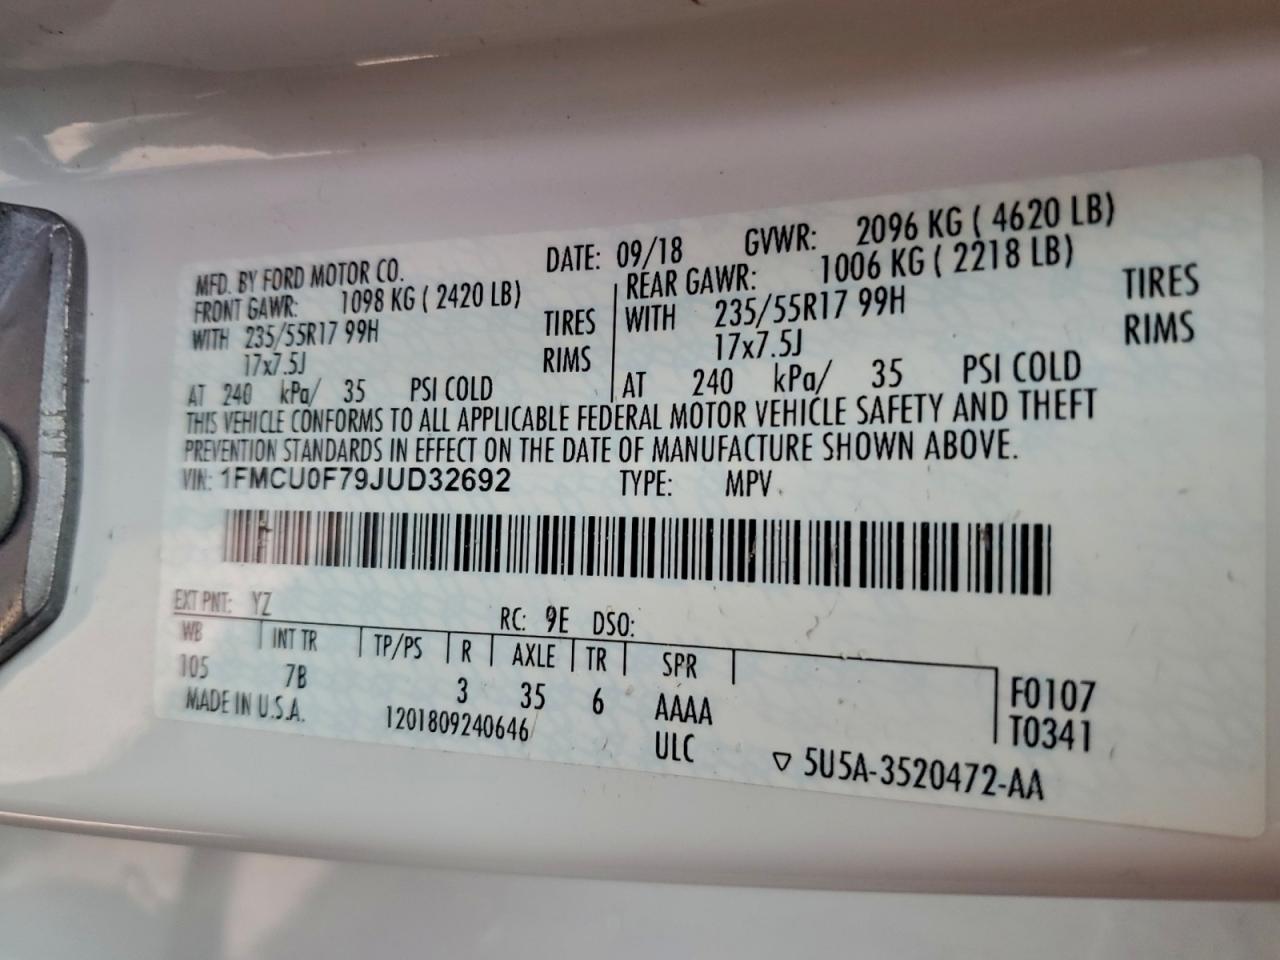 MFD. BY FORD MOTOR CO. DATE: 09/18 GVWR: 2096 KG ( 4620 LB)
FRONT GAWR: 1098 KG ( 2420 LB) REAR GAWR: 1006 KG ( 2218 LB)
WITH 235/55R17 99H TIRES WITH 235/55R17 99H TIRES
17x7.5J RIMS 17x7.5J RIMS
AT 240 kPa/ 35 PSI COLD AT 240 kPa/ 35 PSI COLD
THIS VEHICLE CONFORMS TO ALL APPLICABLE FEDERAL MOTOR VEHICLE SAFETY AND THEFT
PREVENTION STANDARDS IN EFFECT ON THE DATE OF MANUFACTURE SHOWN ABOVE.
VIN: 1FMCU0F79JUD32692 TYPE: MPV
EXT PNT: YZ RC: 9E DSO:
WB INT TR TP/PS R AXLE TR SPR
105 7B 3 35 6 AAAA F0107
MADE IN U.S.A. 1201809240646 ULC T0341
▽ 5U5A-3520472-AA